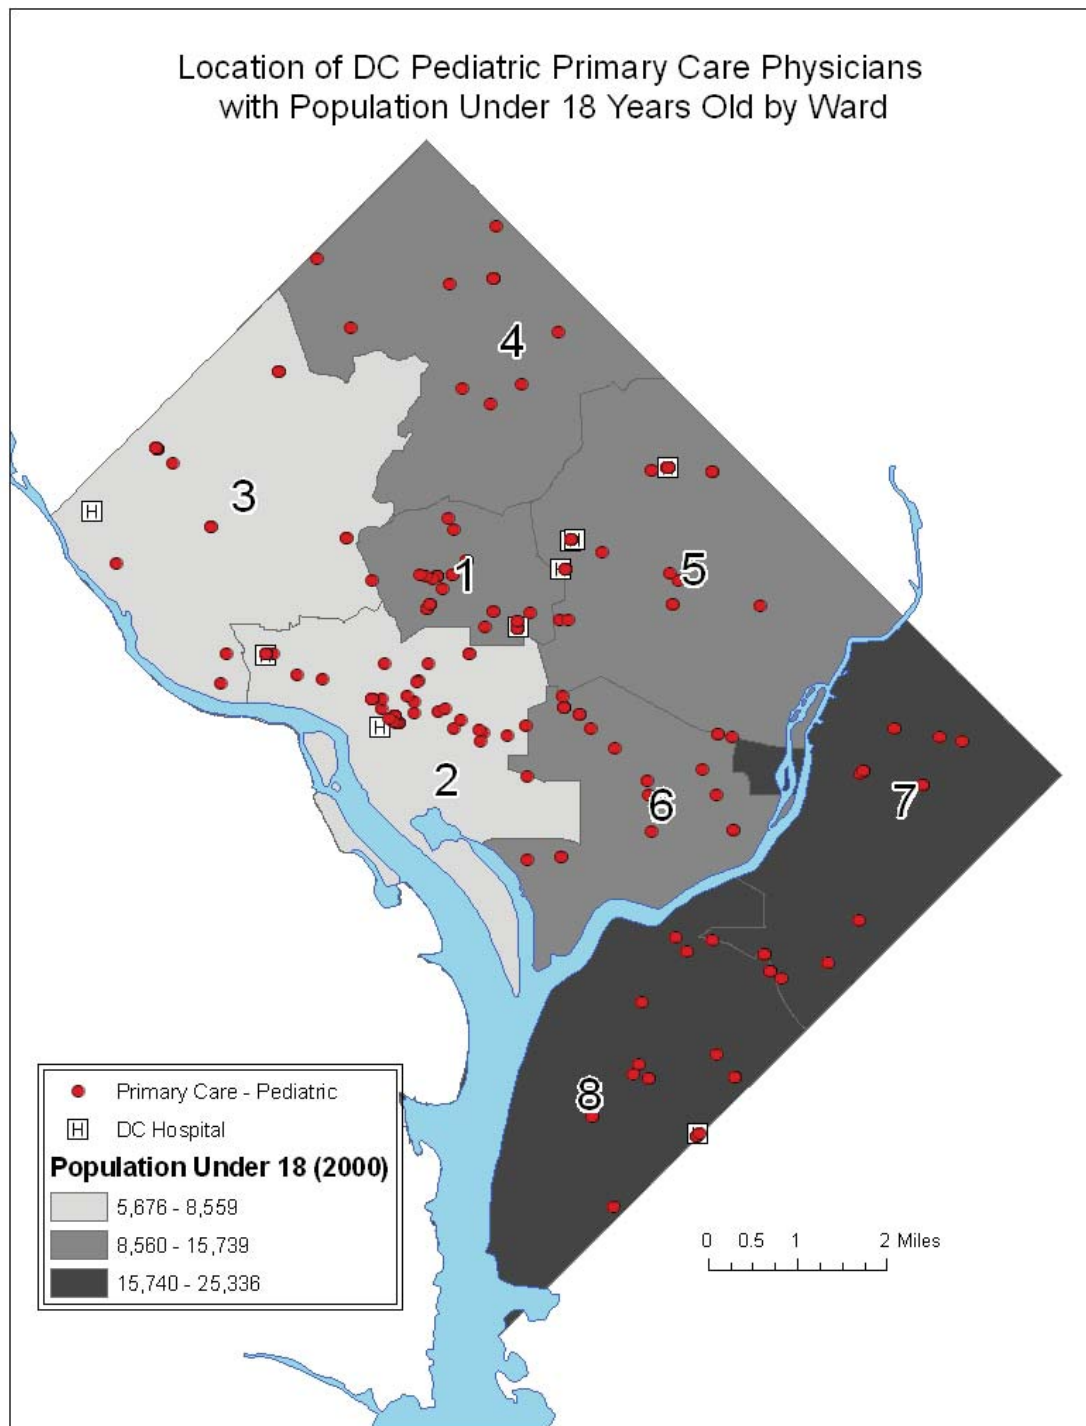 Location of DC Pediatric Primary Care Physicians
with Population Under 18 Years Old by Ward
4
3
H
1
5
H
H
H
H
H
H
2
6
7
8
H
Primary Care - Pediatric
H DC Hospital
Population Under 18 (2000)
5,676 - 8,559
8,560 - 15,739
15,740 - 25,336
0 0.5 1 2 Miles